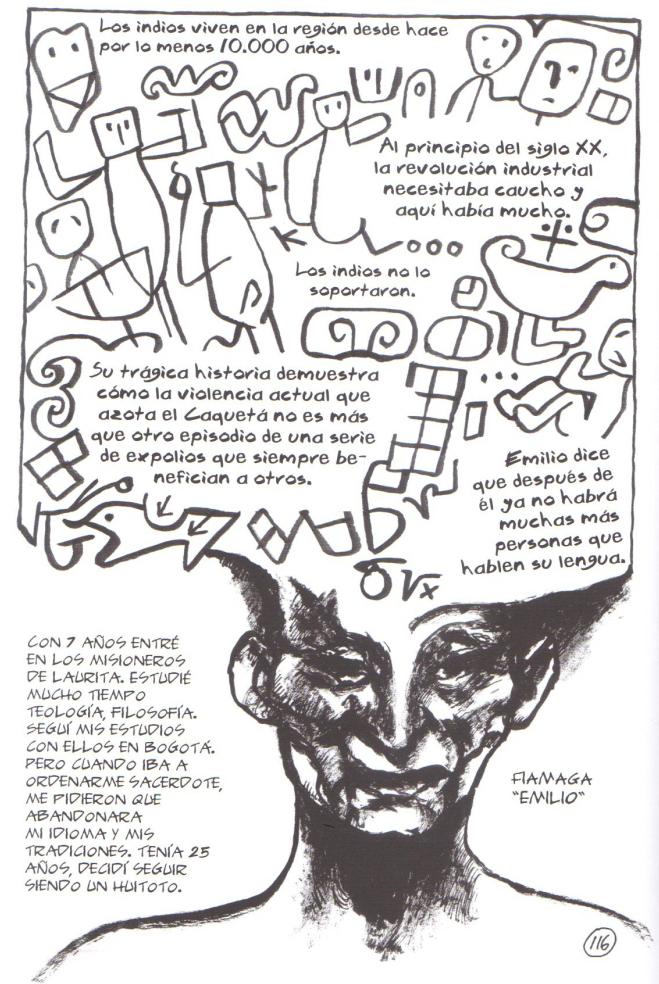 Los indios viven en la región desde hace
por lo menos 10.000 años.
Al principio del siglo XX,
la revolución industrial
necesitaba caucho y
aquí había mucho.
Los indios no lo
soportaron.
Su trágica historia demuestra
cómo la violencia actual que
azota el Caquetá no es más
que otro episodio de una serie
de expolios que siempre be-
nefician a otros.
Emilio dice
que después de
él ya no habrá
muchas más
personas que
hablen su lengua.
CON 7 AÑOS ENTRÉ
EN LOS MISIONEROS
DE LAURITA. ESTUDIÉ
MUCHO TIEMPO
TEOLOGÍA, FILOSOFÍA.
SEGUÍ MIS ESTUDIOS
CON ELLOS EN BOGOTÁ.
PERO CUANDO IBA A
ORDENARME SACERDOTE,
ME PIDIERON QUE
ABANDONARA
MI IDIOMA Y MIS
TRADICIONES. TENÍA 25
AÑOS, DECIDÍ SEGUIR
SIENDO UN HUITOTO.
FIAMAGA
"EMILIO"
116